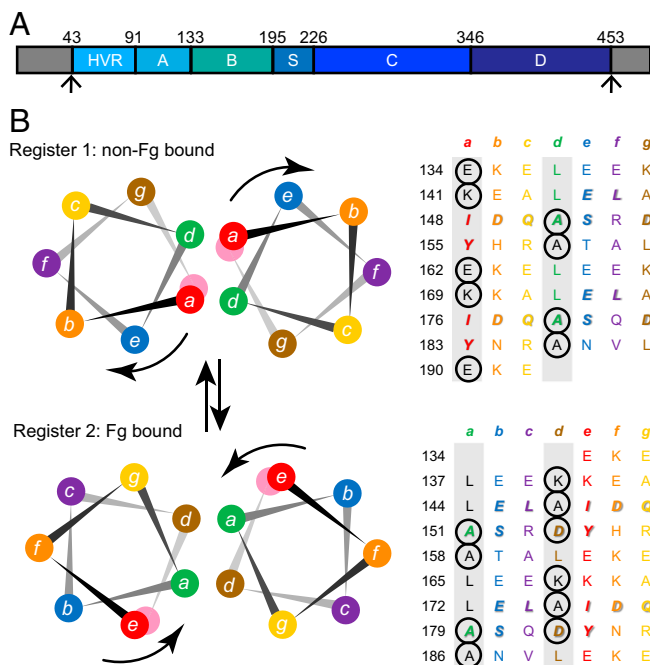 A
43 91 133 195 226 346 453
HVR A B S C D
B
Register 1: non-Fg bound
g e
c b
d a
f f
a d
b c
e g
a b c d e f g
134 E K E L E E K
141 K E A L E L A
148 I D Q A S R D
155 Y H R A T A L
162 E K E L E E K
169 K K A L E L A
176 I D Q A S Q D
183 Y N R A N V L
190 E K E
Register 2: Fg bound
g e
c b
d a
f f
a d
b c
e g
a b c d e f g
134 E K E
137 L E E K K E A
144 L E L A I D Q
151 A S R D Y H R
158 A T A L E K E
165 L E E K K K A
172 L E L A I D Q
179 A S Q D Y N R
186 A N V L E K E